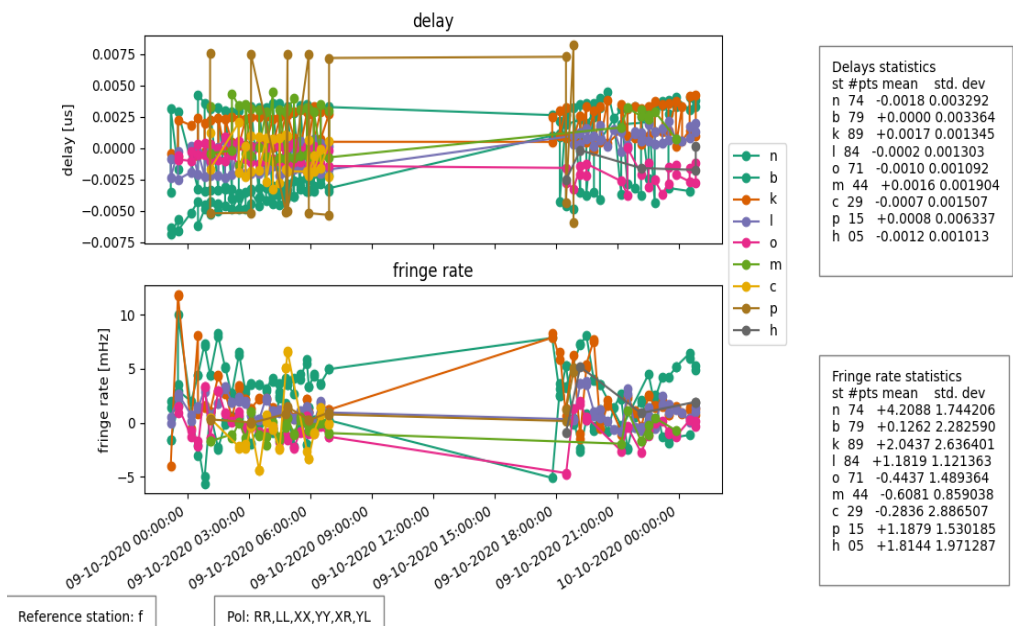 delay
0.0075
0.0050
0.0025
0.0000
−0.0025
−0.0050
−0.0075
delay [us]
n
b
k
l
o
m
c
p
h
Delays statistics
st #pts mean std. dev
n 74 -0.0018 0.003292
b 79 +0.0000 0.003364
k 89 +0.0017 0.001345
l 84 -0.0002 0.001303
o 71 -0.0010 0.001092
m 44 +0.0016 0.001904
c 29 -0.0007 0.001507
p 15 +0.0008 0.006337
h 05 -0.0012 0.001013
fringe rate
10
5
0
−5
fringe rate [mHz]
09-10-2020 00:00:00
09-10-2020 03:00:00
09-10-2020 06:00:00
09-10-2020 09:00:00
09-10-2020 12:00:00
09-10-2020 15:00:00
09-10-2020 18:00:00
09-10-2020 21:00:00
10-10-2020 00:00:00
Fringe rate statistics
st #pts mean std. dev
n 74 +4.2088 1.744206
b 79 +0.1262 2.282590
k 89 +2.0437 2.636401
l 84 +1.1819 1.121363
o 71 -0.4437 1.489364
m 44 -0.6081 0.859038
c 29 -0.2836 2.886507
p 15 +1.1879 1.530185
h 05 +1.8144 1.971287
Reference station: f
Pol: RR,LL,XX,YY,XR,YL